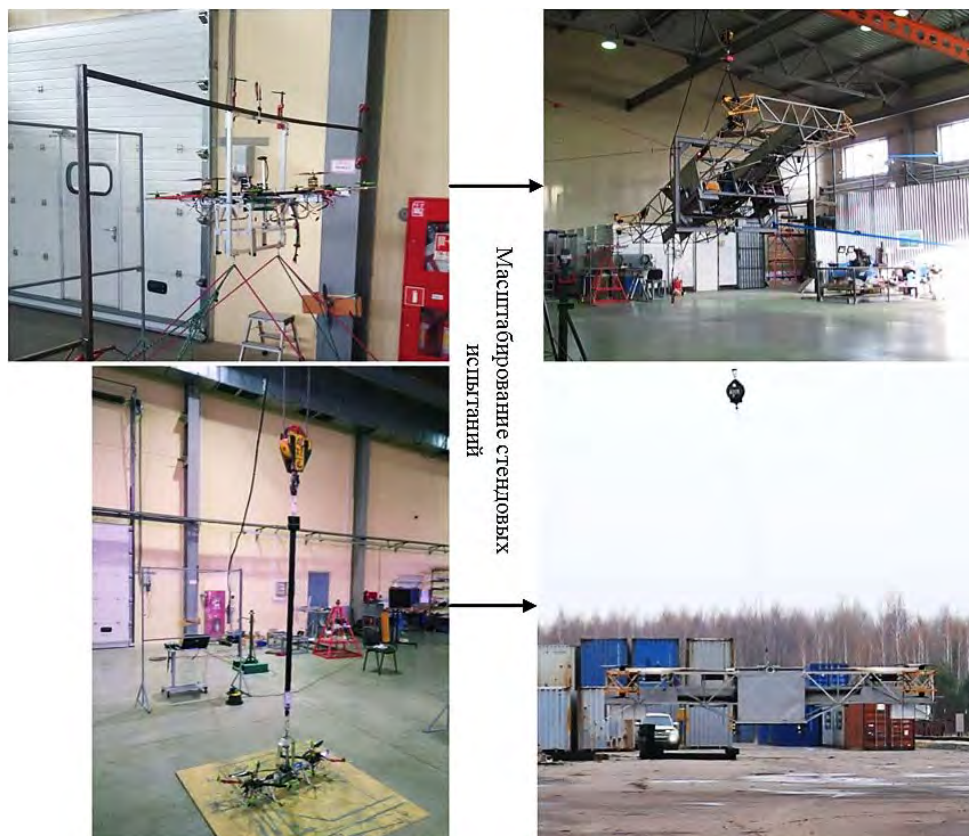 Масштабирование стендовых
испытаний